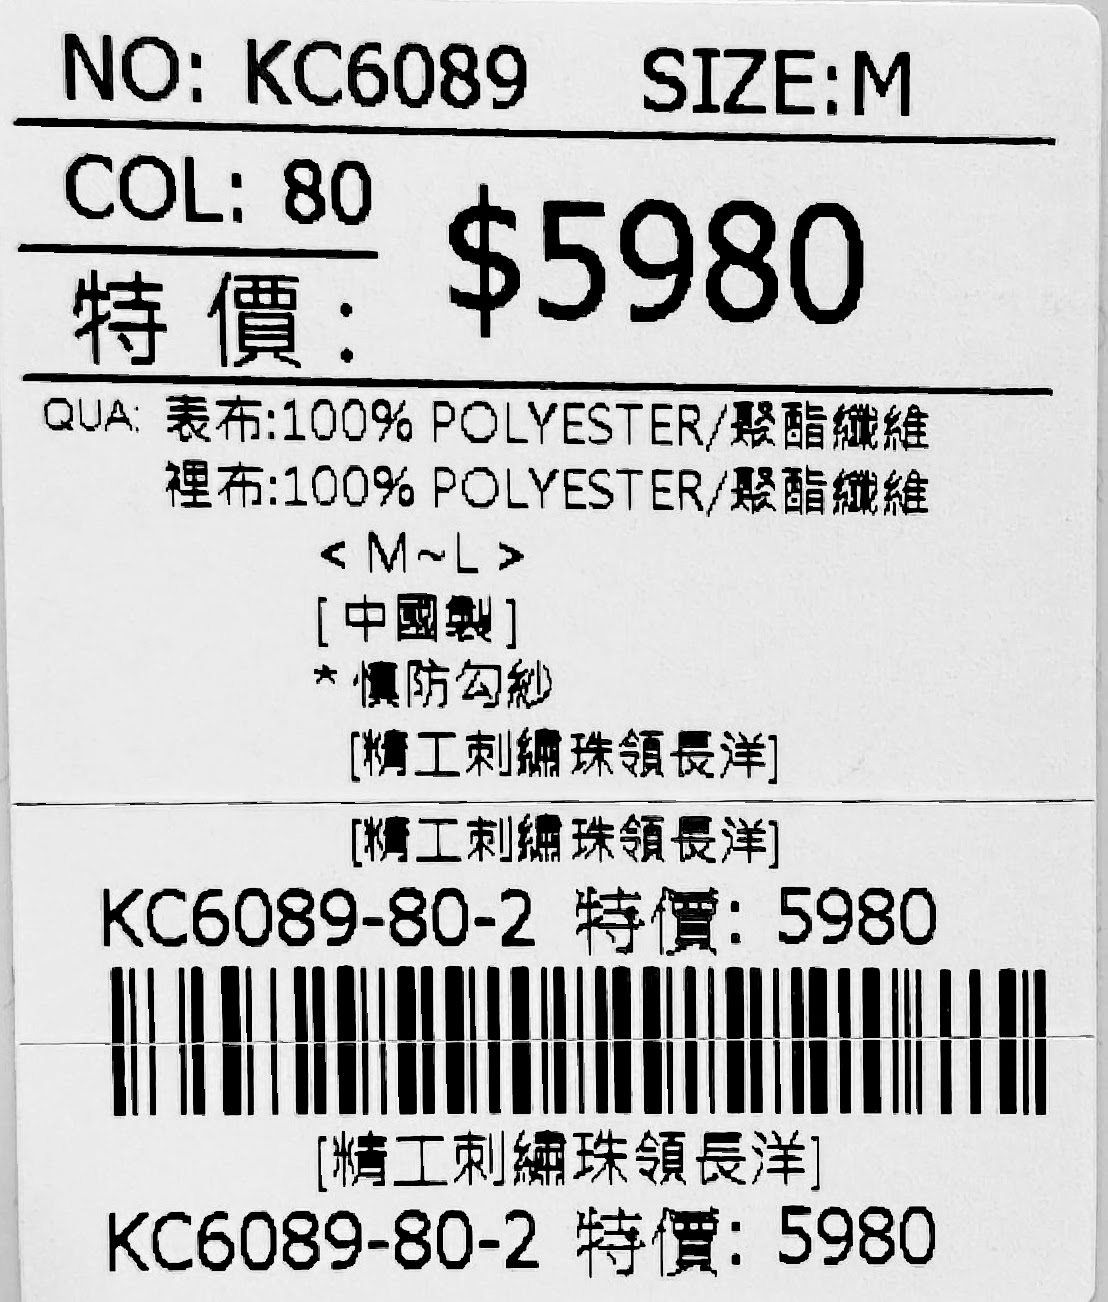 NO: KC6089 SIZE:M
COL: 80
特 價 : $5980
QUA: 表布:100% POLYESTER/聚酯纖維
裡布:100% POLYESTER/聚酯纖維
< M~L >
[ 中國製 ]
* 慎防勾紗
[精工刺繡珠領長洋]
[精工刺繡珠領長洋]
KC6089-80-2 特價: 5980
[精工刺繡珠領長洋]
KC6089-80-2 特價: 5980